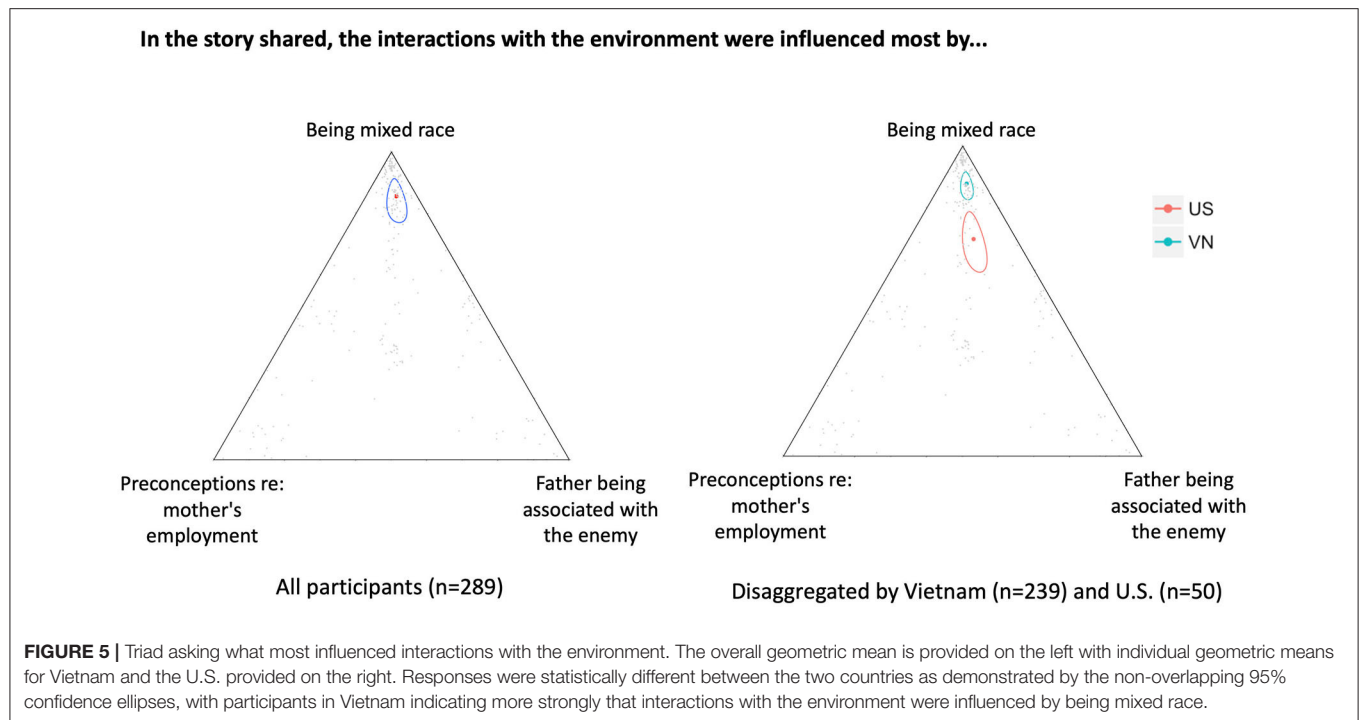 In the story shared, the interactions with the environment were influenced most by...
Being mixed race
Preconceptions re:
mother's
employment
Father being
associated with
the enemy
All participants (n=289)
Being mixed race
US
VN
Preconceptions re:
mother's
employment
Father being
associated with
the enemy
Disaggregated by Vietnam (n=239) and U.S. (n=50)
FIGURE 5 | Triad asking what most influenced interactions with the environment. The overall geometric mean is provided on the left with individual geometric means
for Vietnam and the U.S. provided on the right. Responses were statistically different between the two countries as demonstrated by the non-overlapping 95%
confidence ellipses, with participants in Vietnam indicating more strongly that interactions with the environment were influenced by being mixed race.